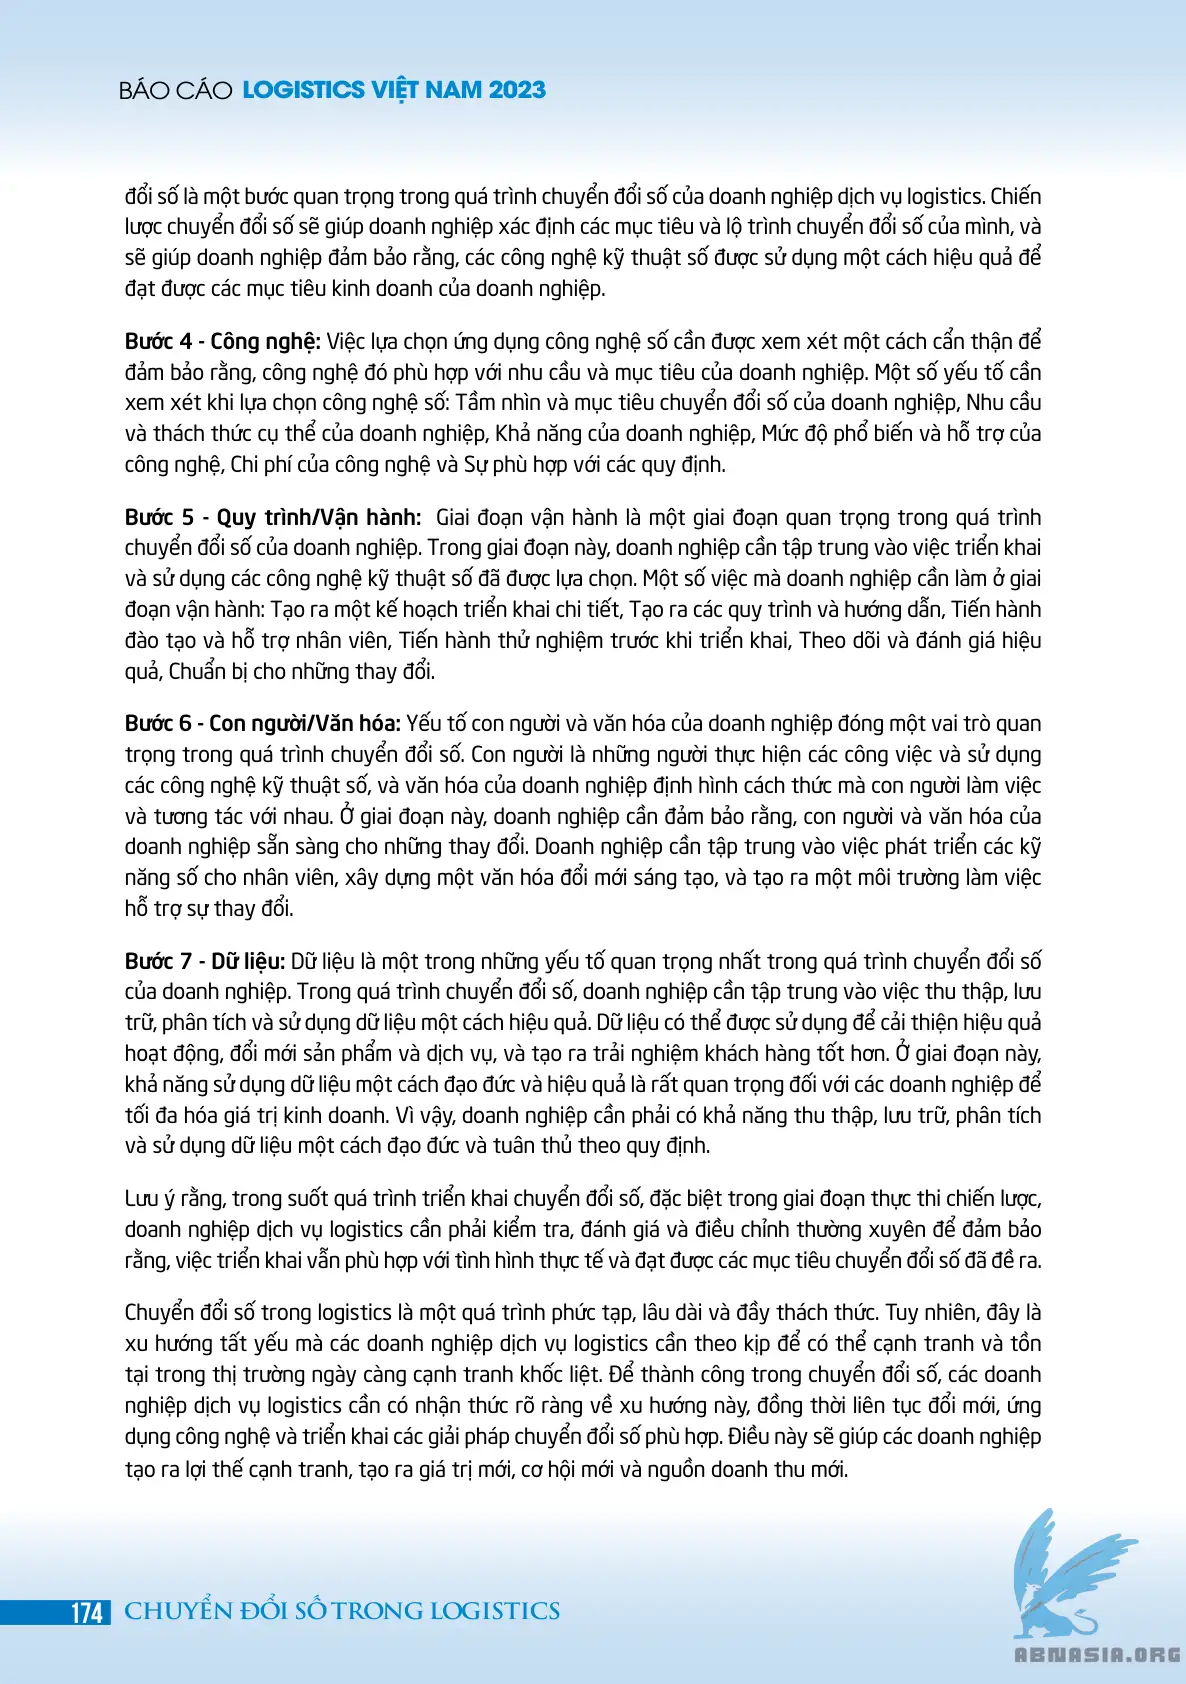 BÁO CÁO LOGISTICS VIỆT NAM 2023
đổi số là một bước quan trọng trong quá trình chuyển đổi số của doanh nghiệp dịch vụ logistics. Chiến
lược chuyển đổi số sẽ giúp doanh nghiệp xác định các mục tiêu và lộ trình chuyển đổi số của mình, và
sẽ giúp doanh nghiệp đảm bảo rằng, các công nghệ kỹ thuật số được sử dụng một cách hiệu quả để
đạt được các mục tiêu kinh doanh của doanh nghiệp.
Bước 4 - Công nghệ: Việc lựa chọn ứng dụng công nghệ số cần được xem xét một cách cẩn thận để
đảm bảo rằng, công nghệ đó phù hợp với nhu cầu và mục tiêu của doanh nghiệp. Một số yếu tố cần
xem xét khi lựa chọn công nghệ số: Tầm nhìn và mục tiêu chuyển đổi số của doanh nghiệp, Nhu cầu
và thách thức cụ thể của doanh nghiệp, Khả năng của doanh nghiệp, Mức độ phổ biến và hỗ trợ của
công nghệ, Chi phí của công nghệ và Sự phù hợp với các quy định.
Bước 5 - Quy trình/Vận hành: Giai đoạn vận hành là một giai đoạn quan trọng trong quá trình
chuyển đổi số của doanh nghiệp. Trong giai đoạn này, doanh nghiệp cần tập trung vào việc triển khai
và sử dụng các công nghệ kỹ thuật số đã được lựa chọn. Một số việc mà doanh nghiệp cần làm ở giai
đoạn vận hành: Tạo ra một kế hoạch triển khai chi tiết, Tạo ra các quy trình và hướng dẫn, Tiến hành
đào tạo và hỗ trợ nhân viên, Tiến hành thử nghiệm trước khi triển khai, Theo dõi và đánh giá hiệu
quả, Chuẩn bị cho những thay đổi.
Bước 6 - Con người/Văn hóa: Yếu tố con người và văn hóa của doanh nghiệp đóng một vai trò quan
trọng trong quá trình chuyển đổi số. Con người là những người thực hiện các công việc và sử dụng
các công nghệ kỹ thuật số, và văn hóa của doanh nghiệp định hình cách thức mà con người làm việc
và tương tác với nhau. Ở giai đoạn này, doanh nghiệp cần đảm bảo rằng, con người và văn hóa của
doanh nghiệp sẵn sàng cho những thay đổi. Doanh nghiệp cần tập trung vào việc phát triển các kỹ
năng số cho nhân viên, xây dựng một văn hóa đổi mới sáng tạo, và tạo ra một môi trường làm việc
hỗ trợ sự thay đổi.
Bước 7 - Dữ liệu: Dữ liệu là một trong những yếu tố quan trọng nhất trong quá trình chuyển đổi số
của doanh nghiệp. Trong quá trình chuyển đổi số, doanh nghiệp cần tập trung vào việc thu thập, lưu
trữ, phân tích và sử dụng dữ liệu một cách hiệu quả. Dữ liệu có thể được sử dụng để cải thiện hiệu quả
hoạt động, đổi mới sản phẩm và dịch vụ, và tạo ra trải nghiệm khách hàng tốt hơn. Ở giai đoạn này,
khả năng sử dụng dữ liệu một cách đạo đức và hiệu quả là rất quan trọng đối với các doanh nghiệp để
tối đa hóa giá trị kinh doanh. Vì vậy, doanh nghiệp cần phải có khả năng thu thập, lưu trữ, phân tích
và sử dụng dữ liệu một cách đạo đức và tuân thủ theo quy định.
Lưu ý rằng, trong suốt quá trình triển khai chuyển đổi số, đặc biệt trong giai đoạn thực thi chiến lược,
doanh nghiệp dịch vụ logistics cần phải kiểm tra, đánh giá và điều chỉnh thường xuyên để đảm bảo
rằng, việc triển khai vẫn phù hợp với tình hình thực tế và đạt được các mục tiêu chuyển đổi số đã đề ra.
Chuyển đổi số trong logistics là một quá trình phức tạp, lâu dài và đầy thách thức. Tuy nhiên, đây là
xu hướng tất yếu mà các doanh nghiệp dịch vụ logistics cần theo kịp để có thể cạnh tranh và tồn
tại trong thị trường ngày càng cạnh tranh khốc liệt. Để thành công trong chuyển đổi số, các doanh
nghiệp dịch vụ logistics cần có nhận thức rõ ràng về xu hướng này, đồng thời liên tục đổi mới, ứng
dụng công nghệ và triển khai các giải pháp chuyển đổi số phù hợp. Điều này sẽ giúp các doanh nghiệp
tạo ra lợi thế cạnh tranh, tạo ra giá trị mới, cơ hội mới và nguồn doanh thu mới.
174 CHUYỂN ĐỔI SỐ TRONG LOGISTICS
ABNASIA.ORG